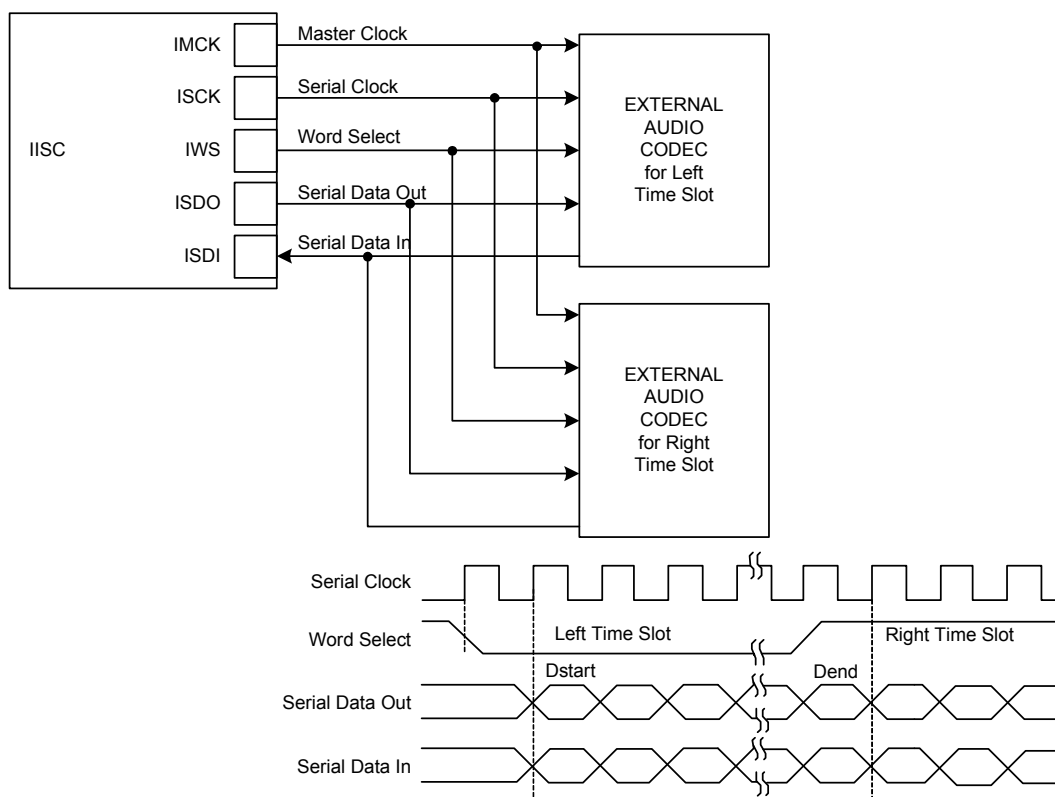 IMCK
Master Clock
ISCK
Serial Clock
IISC
IWS
Word Select
ISDO
Serial Data Out
ISDI
Serial Data In
EXTERNAL
AUDIO
CODEC
for Left
Time Slot
EXTERNAL
AUDIO
CODEC
for Right
Time Slot
Serial Clock
Word Select
Left Time Slot
Right Time Slot
Dstart
Dend
Serial Data Out
Serial Data In